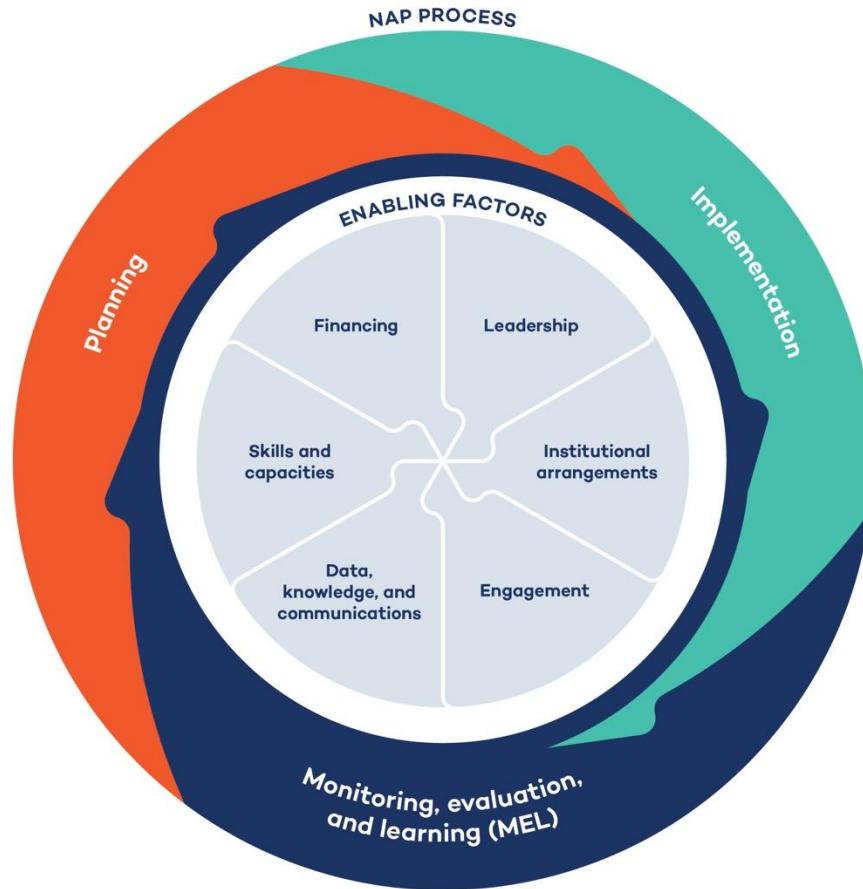 NAP PROCESS
Implementation
Planning
ENABLING FACTORS
Financing
Leadership
Skills and
capacities
Institutional
arrangements
Data,
knowledge, and
communications
Engagement
Monitoring, evaluation,
and learning (MEL)